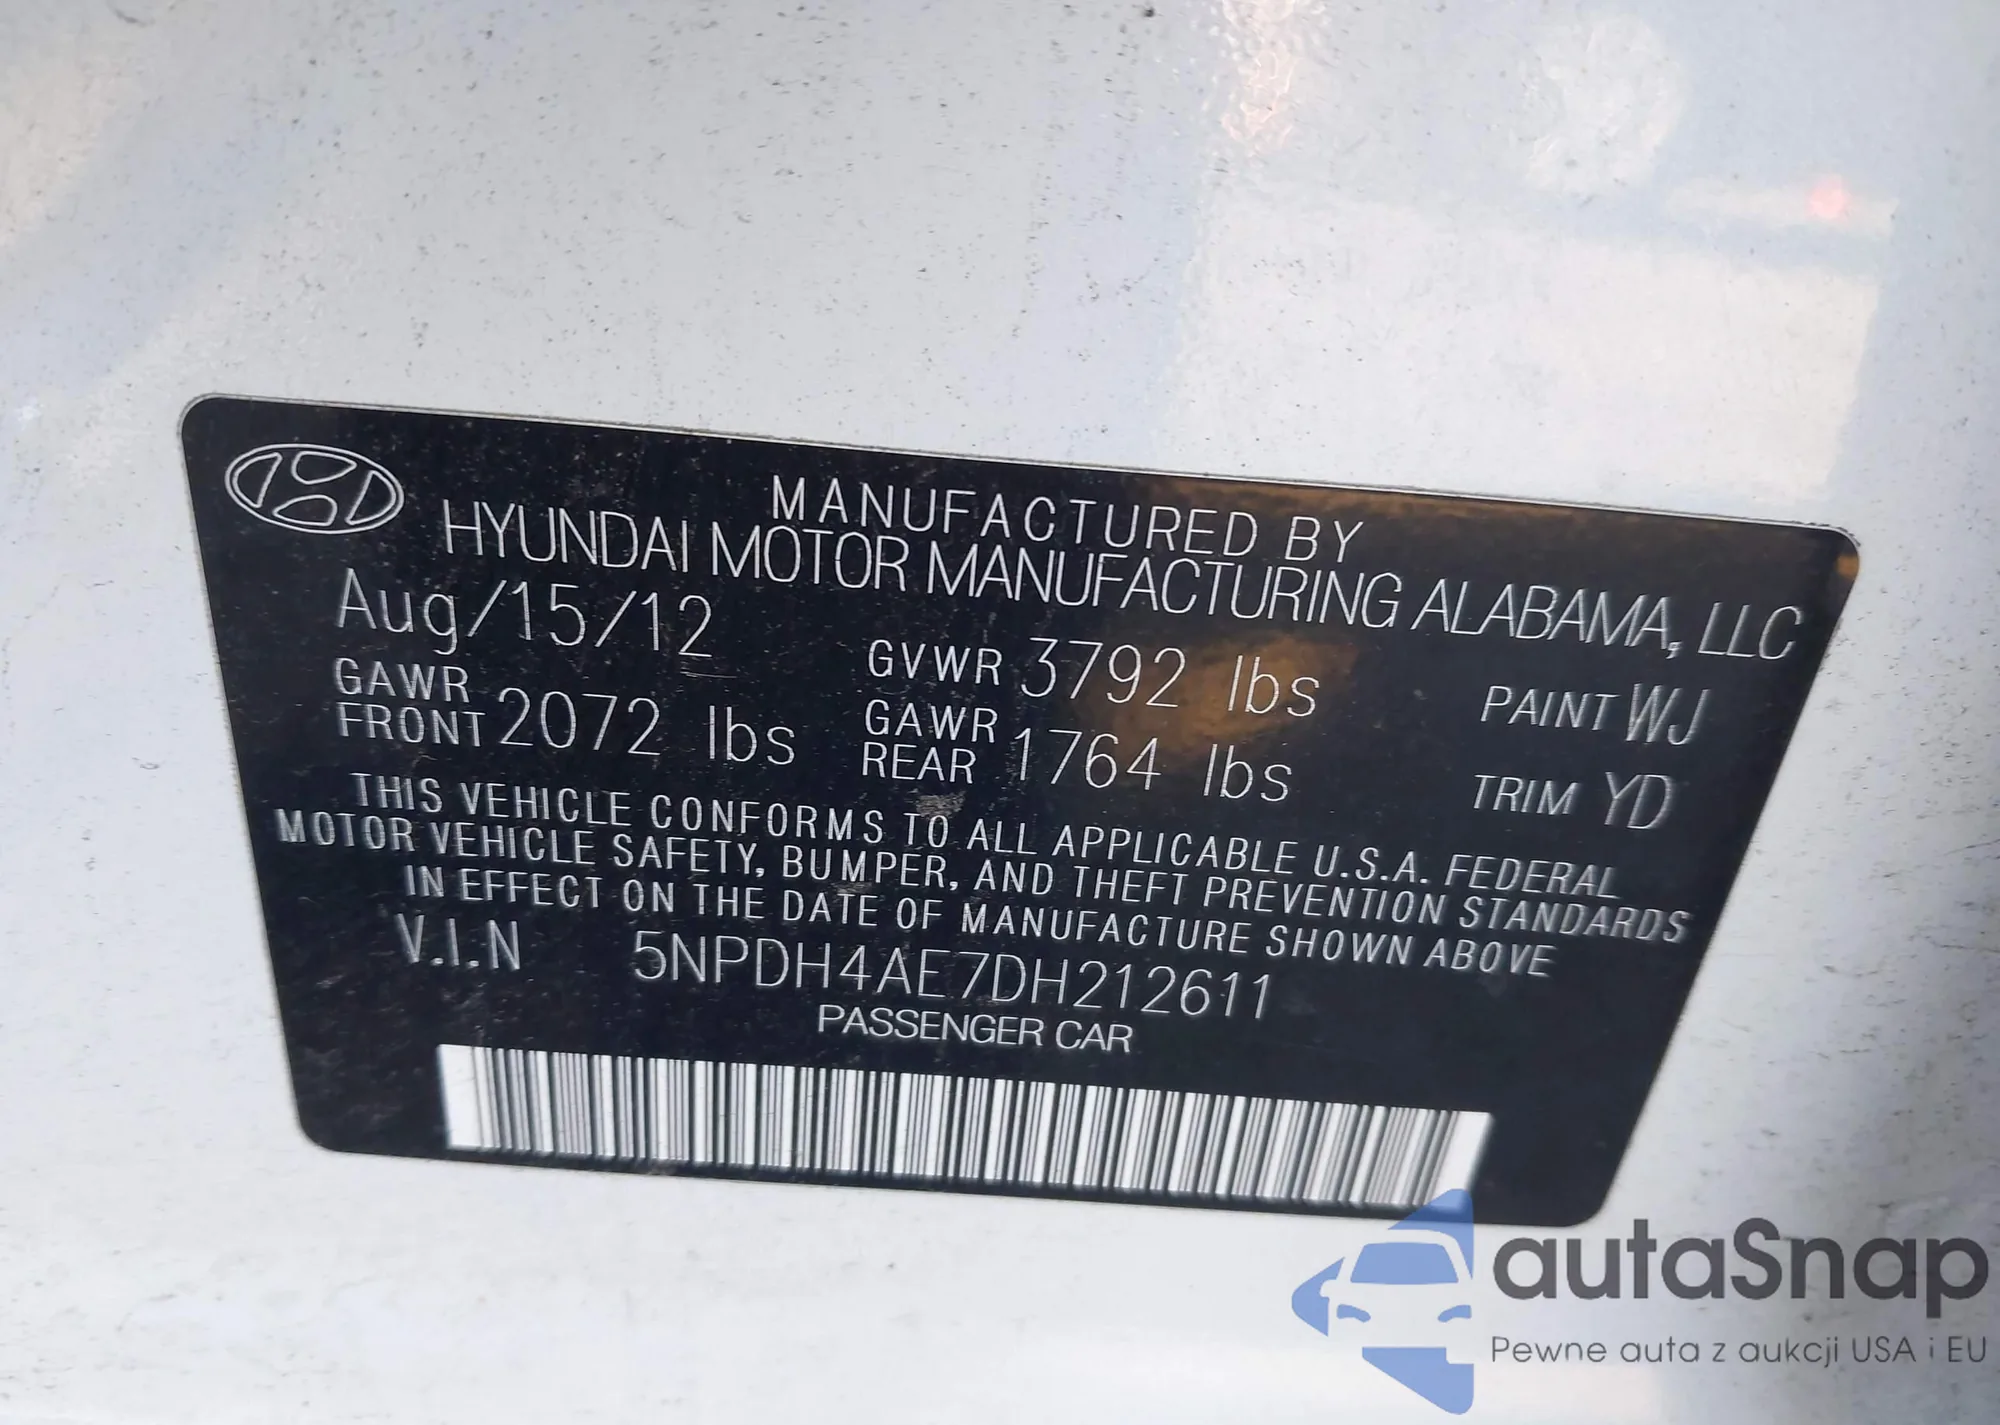 MANUFACTURED BY
HYUNDAI MOTOR MANUFACTURING ALABAMA, LLC
Aug/15/12 GVWR 3792 lbs PAINT WJ
GAWR FRONT 2072 lbs GAWR REAR 1764 lbs TRIM YD
THIS VEHICLE CONFORMS TO ALL APPLICABLE U.S.A. FEDERAL
MOTOR VEHICLE SAFETY, BUMPER, AND THEFT PREVENTION STANDARDS
IN EFFECT ON THE DATE OF MANUFACTURE SHOWN ABOVE
V.I.N 5NPDH4AE7DH212611
PASSENGER CAR
autaSnap
Pewne auta z aukcji USA i EU